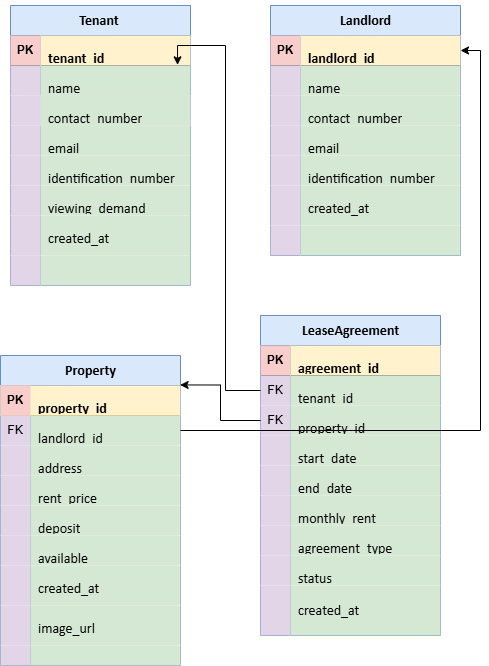 Tenant
PK tenant_id
name
contact_number
email
identification_number
viewing_demand
created_at
Landlord
PK landlord_id
name
contact_number
email
identification_number
created_at
Property
PK property_id
FK landlord_id
address
rent_price
deposit
available
created_at
image_url
LeaseAgreement
PK agreement_id
FK tenant_id
FK property_id
start_date
end_date
monthly_rent
agreement_type
status
created_at